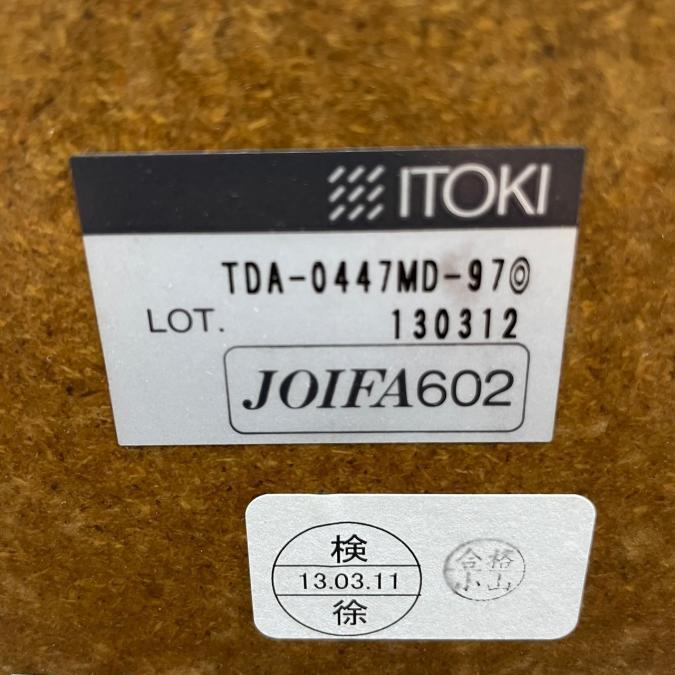 ITOKI
TDA-0447MD-97◎
LOT. 130312
JOIFA602
検
13.03.11
徐
合格
小山